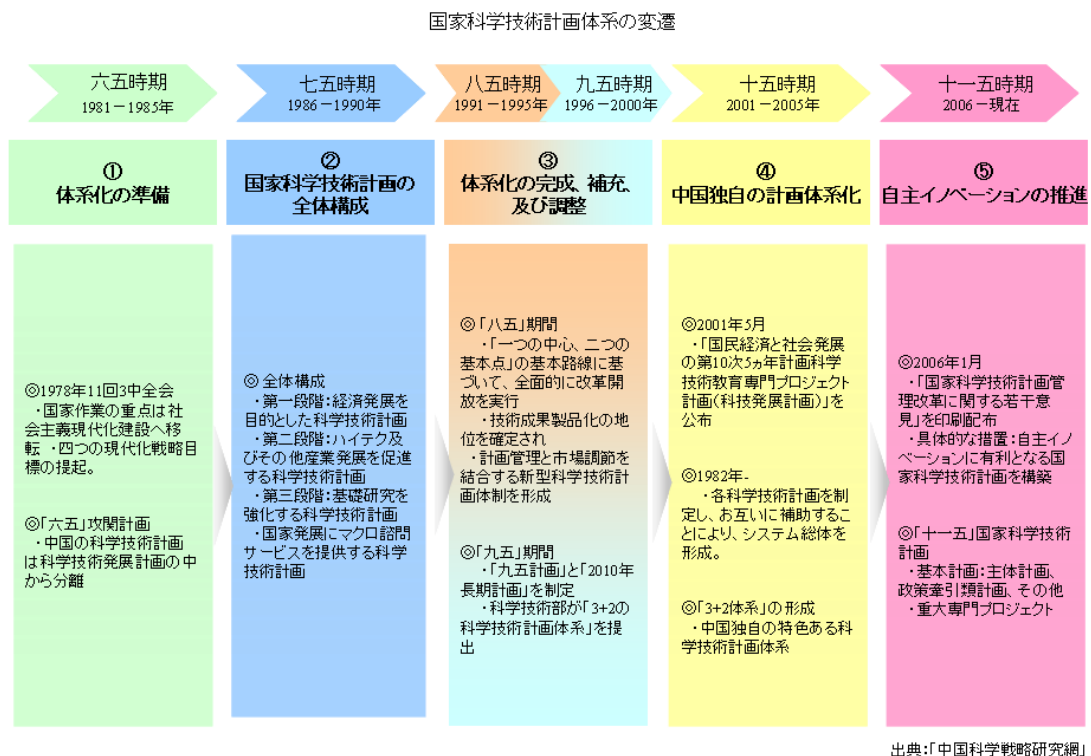 国家科学技術計画体系の変遷
六五時期
1981－1985年
七五時期
1986－1990年
八五時期
1991－1995年
九五時期
1996－2000年
十五時期
2001－2005年
十一五時期
2006－現在
①
体系化の準備
②
国家科学技術計画の
全体構成
③
体系化の完成、補充、
及び調整
④
中国独自の計画体系化
⑤
自主イノベーションの推進
◎1978年11回3中全会
・国家作業の重点は社
会主義現代化建設へ移
転 ・四つの現代化戦略目
標の提起。
◎「六五」攻関計画
・中国の科学技術計画
は科学技術発展計画の中
から分離
◎ 全体構成
・第一段階：経済発展を
目的とした科学技術計画
・第二段階：ハイテク及
びその他産業発展を促進
する科学技術計画
・第三段階：基礎研究を
強化する科学技術計画
・国家発展にマクロ諮問
サービスを提供する科学
技術計画
◎「八五」期間
・「一つの中心、二つの
基本点」の基本路線に基
づいて、全面的に改革開
放を実行
・技術成果製品化の地
位を確定され
・計画管理と市場調節を
結合する新型科学技術計
画体制を形成
◎「九五」期間
・「九五計画」と「2010年
長期計画」を制定
・科学技術部が「3+2の
科学技術計画体系」を提
出
◎2001年5月
・「国民経済と社会発展
の第10次5ヵ年計画科学
技術教育専門プロジェクト
計画（科技発展計画）」を
公布
◎1982年-
・各科学技術計画を制
定し、お互いに補助するこ
とにより、システム総体を
形成。
◎「3+2体系」の形成
・中国独自の特色ある科
学技術計画体系
◎2006年1月
・「国家科学技術計画管
理改革に関する若干意
見」を印刷配布
・具体的な措置：自主イノ
ベーションに有利となる国
家科学技術計画を構築
◎「十一五」国家科学技術
計画
・基本計画：主体計画、
政策牽引類計画、その他
・重大専門プロジェクト
出典：「中国科学戦略研究網」